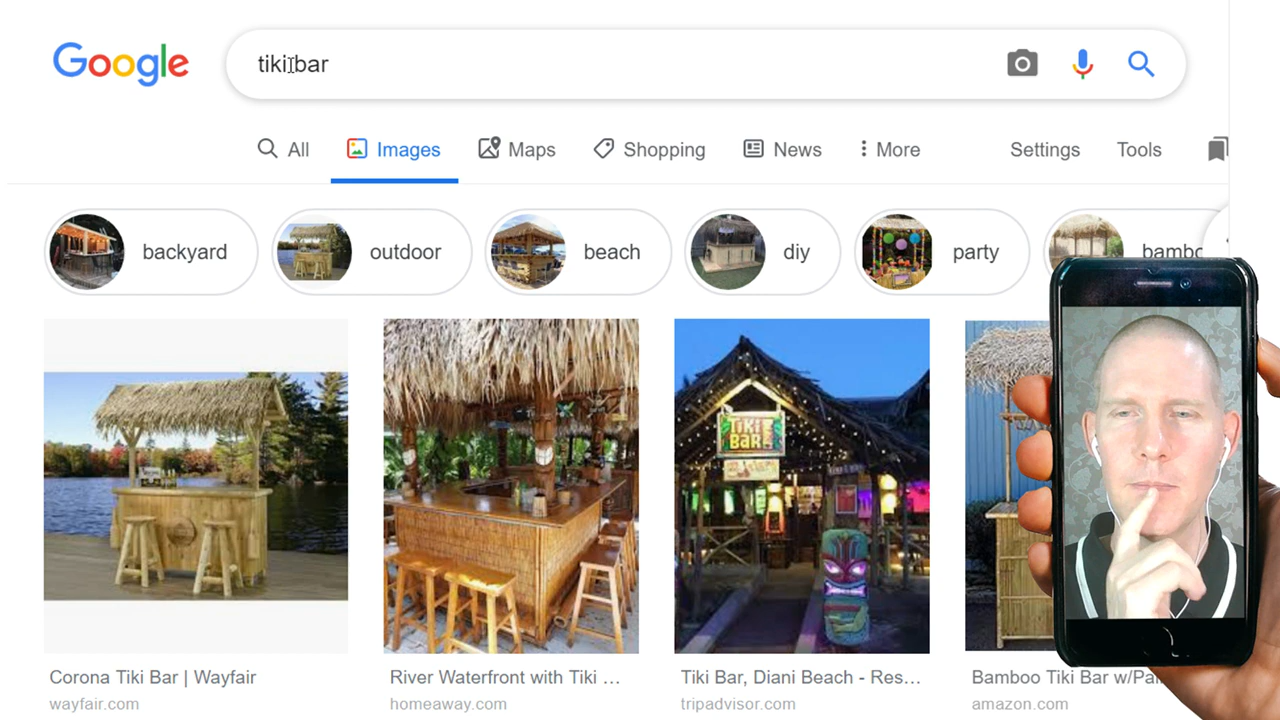 Google
tiki bar
All
Images
Maps
Shopping
News
More
Settings
Tools
backyard
outdoor
beach
diy
party
TiKi
BAR
Corona Tiki Bar | Wayfair
wayfair.com
River Waterfront with Tiki ...
homeaway.com
Tiki Bar, Diani Beach - Res...
tripadvisor.com
Bamboo Tiki Bar w/Pa
amazon.com